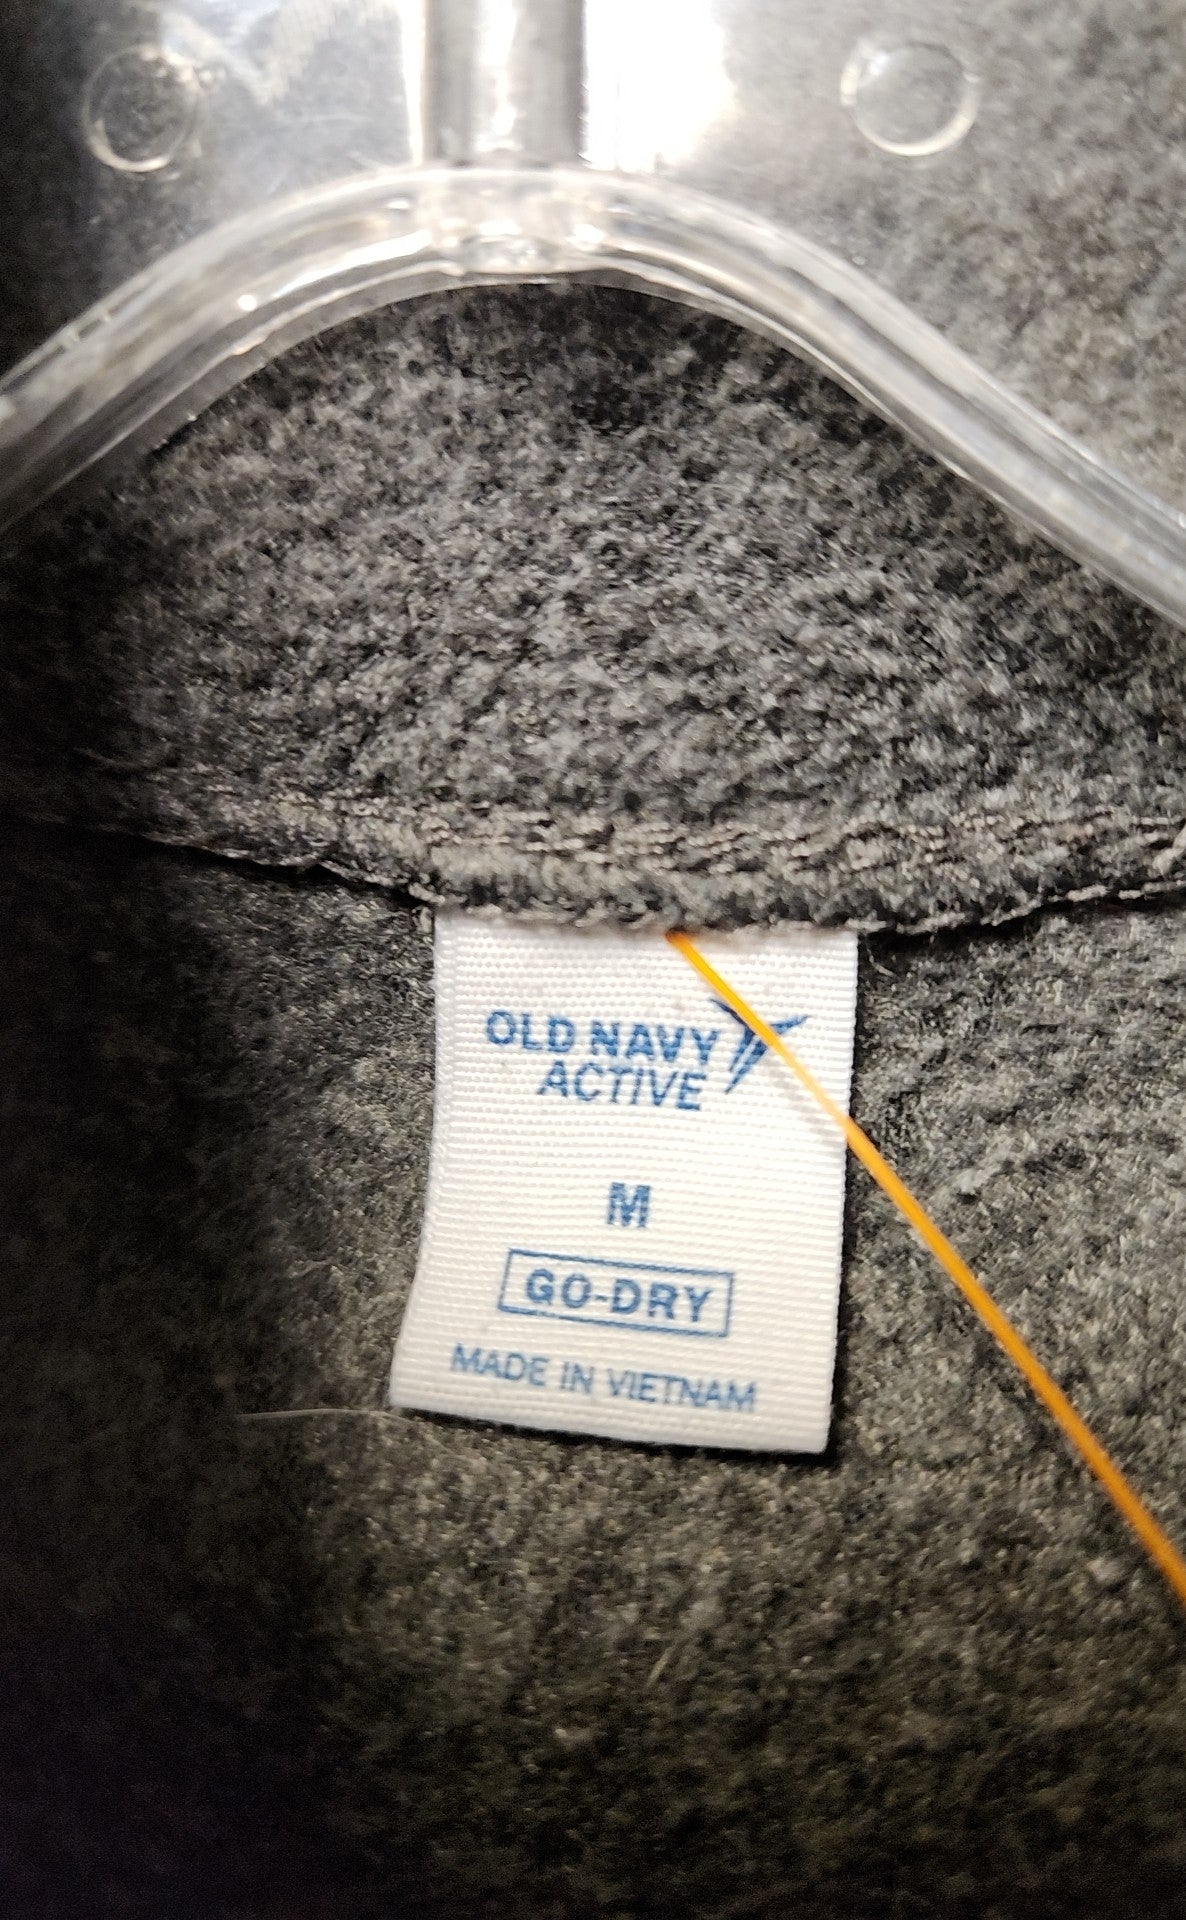 OLD NAVY
ACTIVE
M
GO-DRY
MADE IN VIETNAM